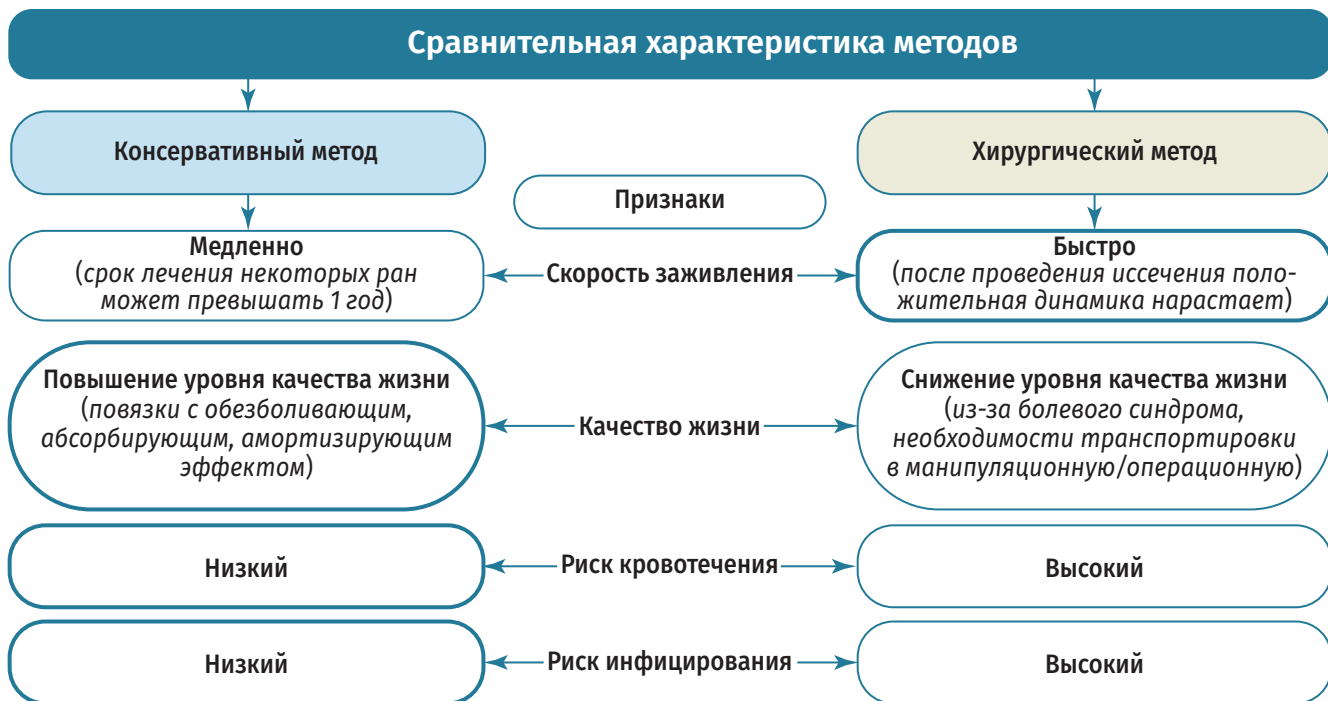 Сравнительная характеристика методов
Консервативный метод
Хирургический метод
Признаки
Медленно
(срок лечения некоторых ран
может превышать 1 год)
Скорость заживления
Быстро
(после проведения иссечения поло-
жительная динамика нарастает)
Повышение уровня качества жизни
(повязки с обезболивающим,
абсорбирующим, амортизирующим
эффектом)
Качество жизни
Снижение уровня качества жизни
(из-за болевого синдрома,
необходимости транспортировки
в манипуляционную/операционную)
Низкий
Риск кровотечения
Высокий
Низкий
Риск инфицирования
Высокий